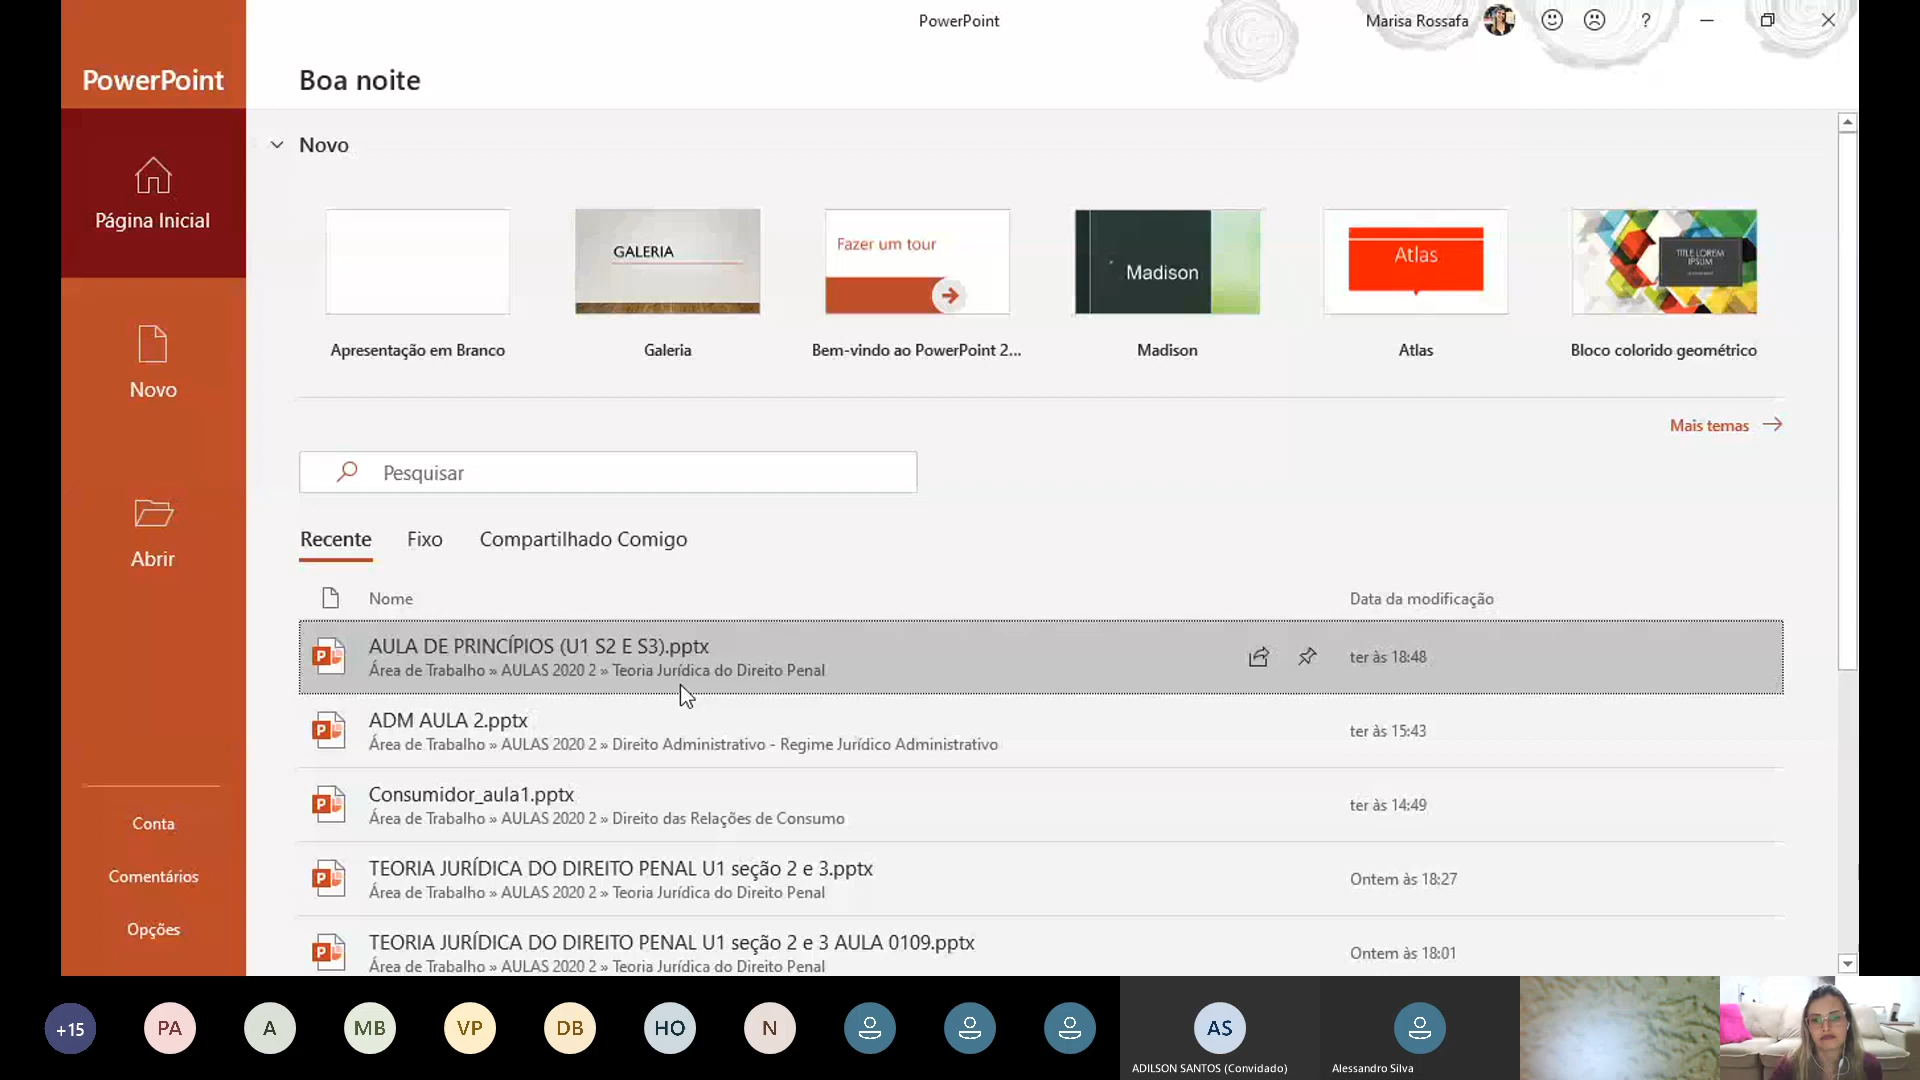 PowerPoint
Marisa Rossafa
?
PowerPoint
Boa noite
Página Inicial
Novo
Abrir
Conta
Comentários
Opções
Novo
GALERIA
Fazer um tour
Madison
Atlas
TITLE LOREM
IPSUM
Apresentação em Branco
Galeria
Bem-vindo ao PowerPoint 2...
Madison
Atlas
Bloco colorido geométrico
Mais temas
Pesquisar
Recente Fixo Compartilhado Comigo
Nome Data da modificação
AULA DE PRINCÍPIOS (U1 S2 E S3).pptx
Área de Trabalho » AULAS 2020 2 » Teoria Jurídica do Direito Penal
ter às 18:48
ADM AULA 2.pptx
Área de Trabalho » AULAS 2020 2 » Direito Administrativo - Regime Jurídico Administrativo
ter às 15:43
Consumidor_aula1.pptx
Área de Trabalho » AULAS 2020 2 » Direito das Relações de Consumo
ter às 14:49
TEORIA JURÍDICA DO DIREITO PENAL U1 seção 2 e 3.pptx
Área de Trabalho » AULAS 2020 2 » Teoria Jurídica do Direito Penal
Ontem às 18:27
TEORIA JURÍDICA DO DIREITO PENAL U1 seção 2 e 3 AULA 0109.pptx
Área de Trabalho » AULAS 2020 2 » Teoria Jurídica do Direito Penal
Ontem às 18:01
+15 PA A MB VP DB HO N AS
ADILSON SANTOS (Convidado)
Alessandro Silva